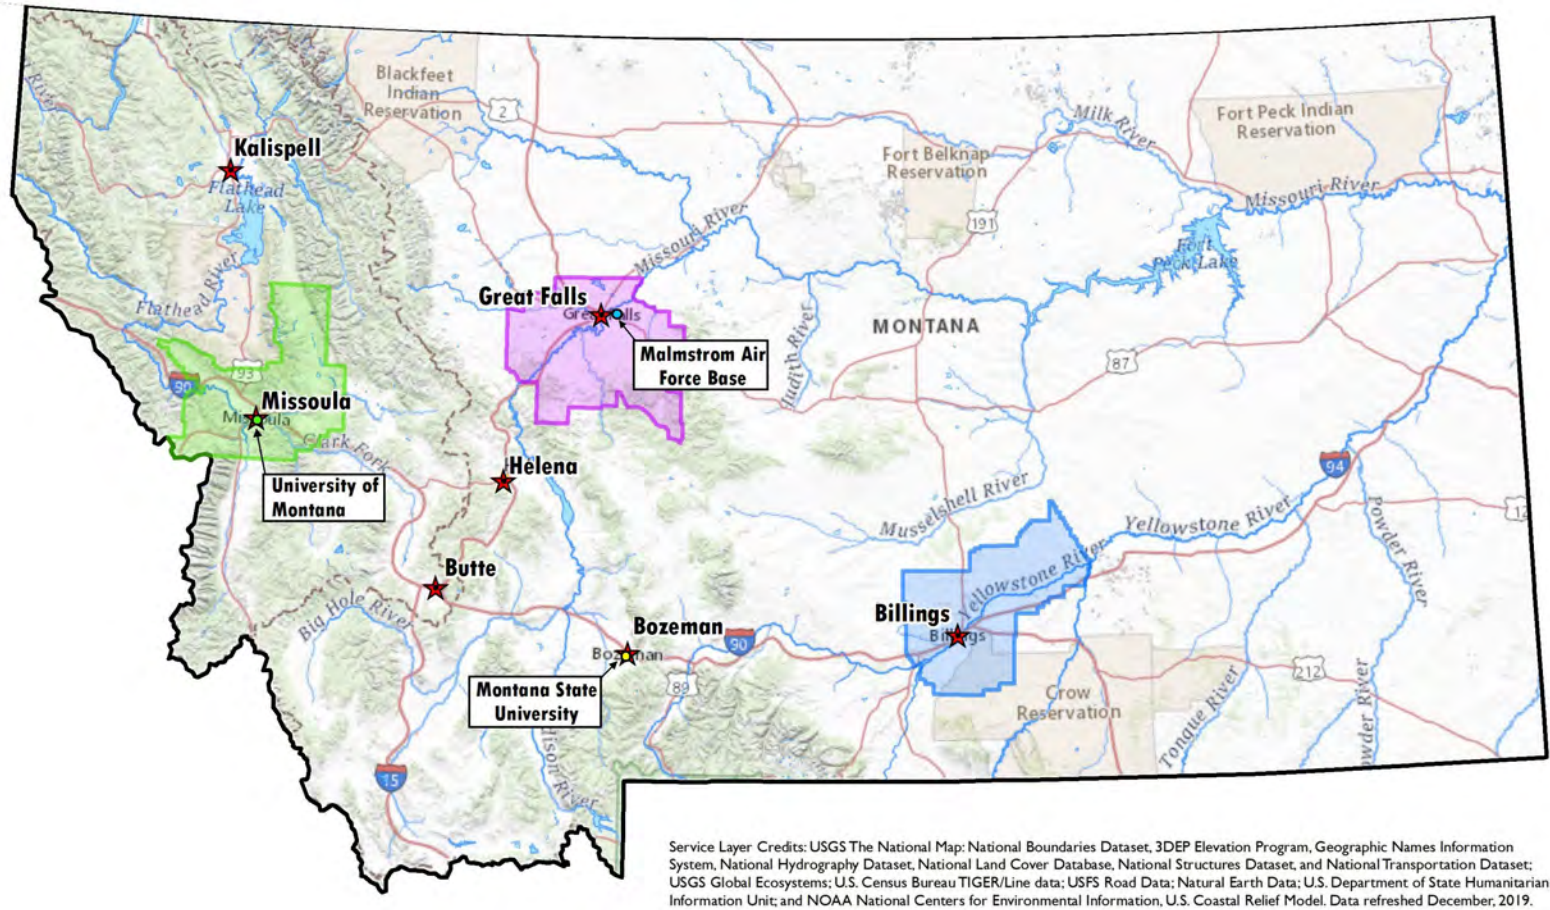 Blackfeet
Indian
Reservation
2
Milk River
Fort Peck Indian
Reservation
Kalispell
Fort Belknap
Reservation
Flathead
Lake
Missouri River
Missouri River
191
Fort
Peck Lake
Flathead River
Great Falls
MONTANA
Malmstrom Air
Force Base
Judith River
87
90
93
Missoula
Clark Fork
Helena
94
University of
Montana
Musselshell River
Yellowstone River
Powder River
Butte
Yellowstone River
Big Hole River
Billings
Billings
Bozeman
Bozeman
90
Montana State
University
89
212
Crow
Reservation
Tongue River
15
Service Layer Credits: USGS The National Map: National Boundaries Dataset, 3DEP Elevation Program, Geographic Names Information
System, National Hydrography Dataset, National Land Cover Database, National Structures Dataset, and National Transportation Dataset;
USGS Global Ecosystems; U.S. Census Bureau TIGER/Line data; USFS Road Data; Natural Earth Data; U.S. Department of State Humanitarian
Information Unit; and NOAA National Centers for Environmental Information, U.S. Coastal Relief Model. Data refreshed December, 2019.